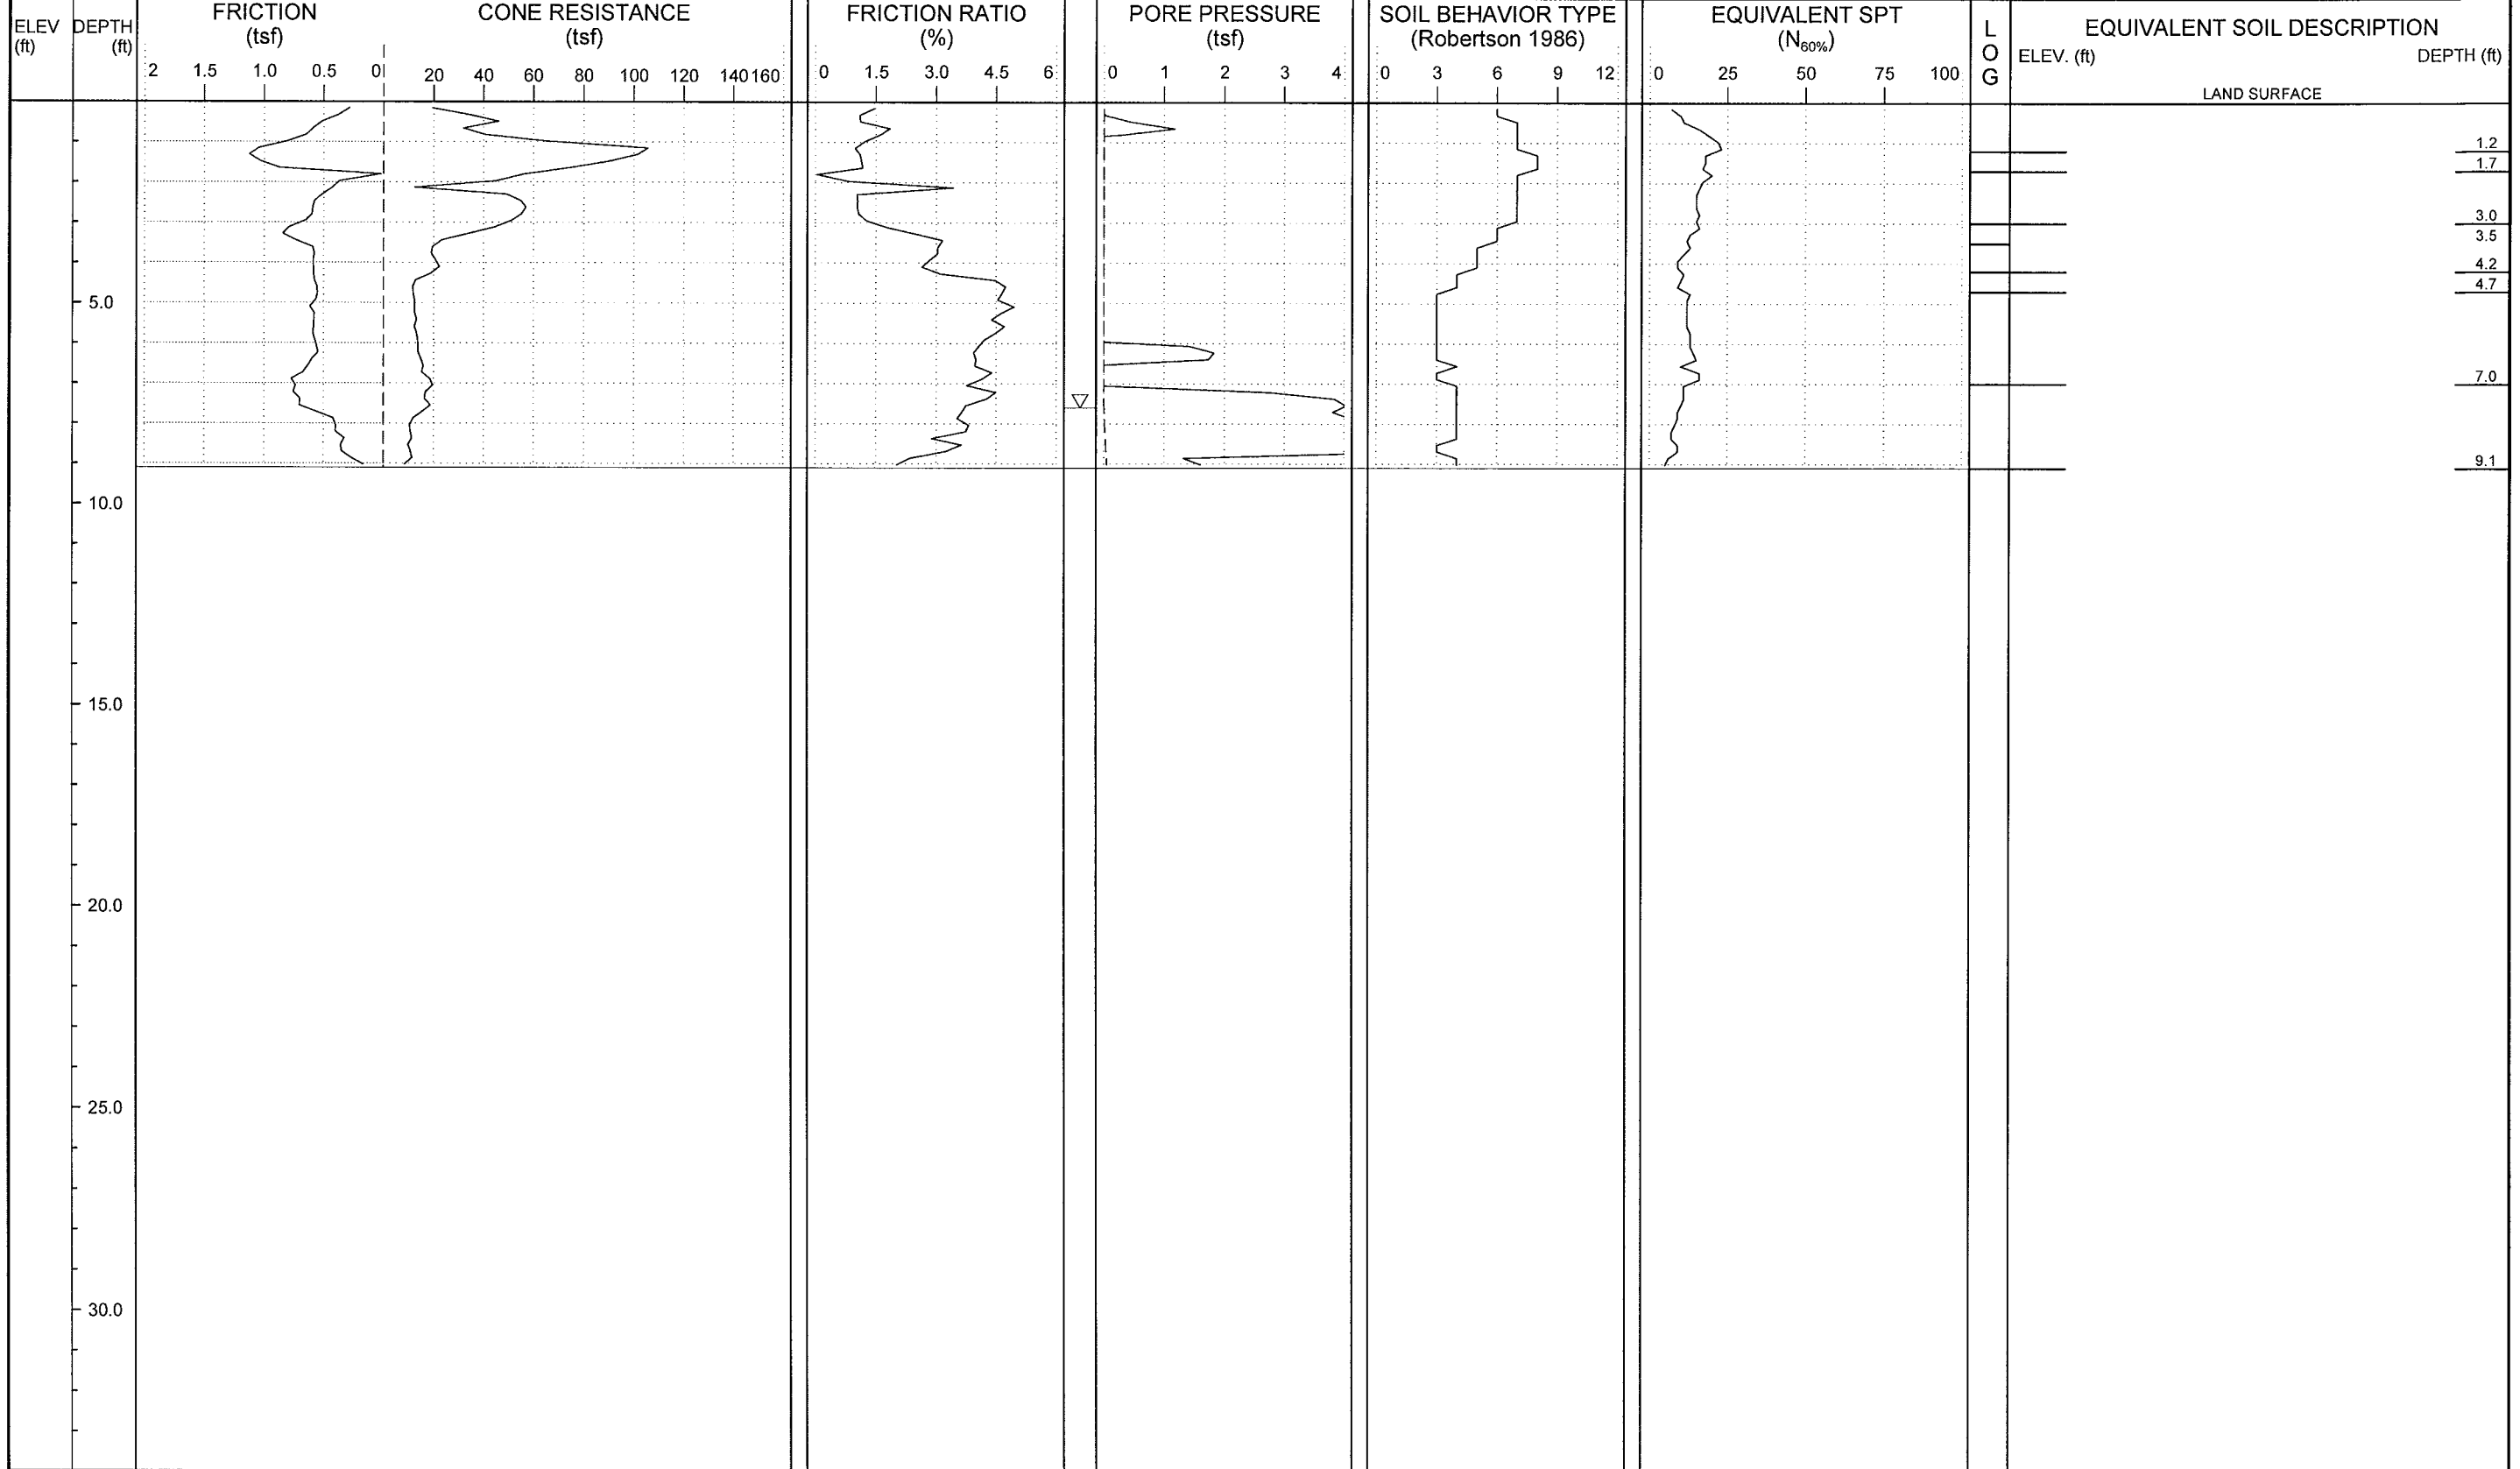 ELEV
(ft)
DEPTH
(ft)
FRICTION
(tsf)
2 1.5 1.0 0.5 0
CONE RESISTANCE
(tsf)
20 40 60 80 100 120 140 160
FRICTION RATIO
(%)
0 1.5 3.0 4.5 6
PORE PRESSURE
(tsf)
0 1 2 3 4
SOIL BEHAVIOR TYPE
(Robertson 1986)
0 3 6 9 12
EQUIVALENT SPT
(N60%)
0 25 50 75 100
L
O
G
EQUIVALENT SOIL DESCRIPTION
ELEV. (ft) DEPTH (ft)
LAND SURFACE
1.2
1.7
3.0
3.5
4.2
4.7
7.0
9.1
5.0
10.0
15.0
20.0
25.0
30.0